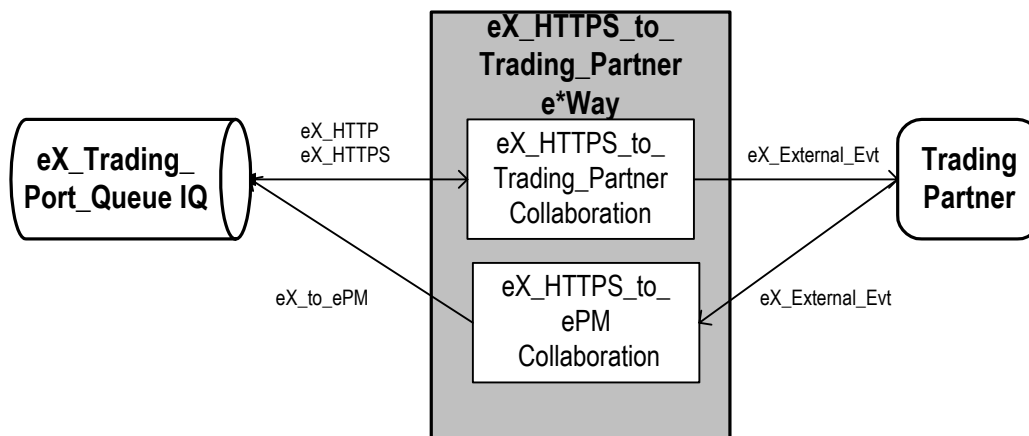 eX_HTTPS_to_
Trading_Partner
e*Way
eX_Trading_
Port_Queue IQ
eX_HTTP
eX_HTTPS
eX_HTTPS_to_
Trading_Partner
Collaboration
eX_External_Evt
Trading
Partner
eX_to_ePM
eX_HTTPS_to_
ePM
Collaboration
eX_External_Evt